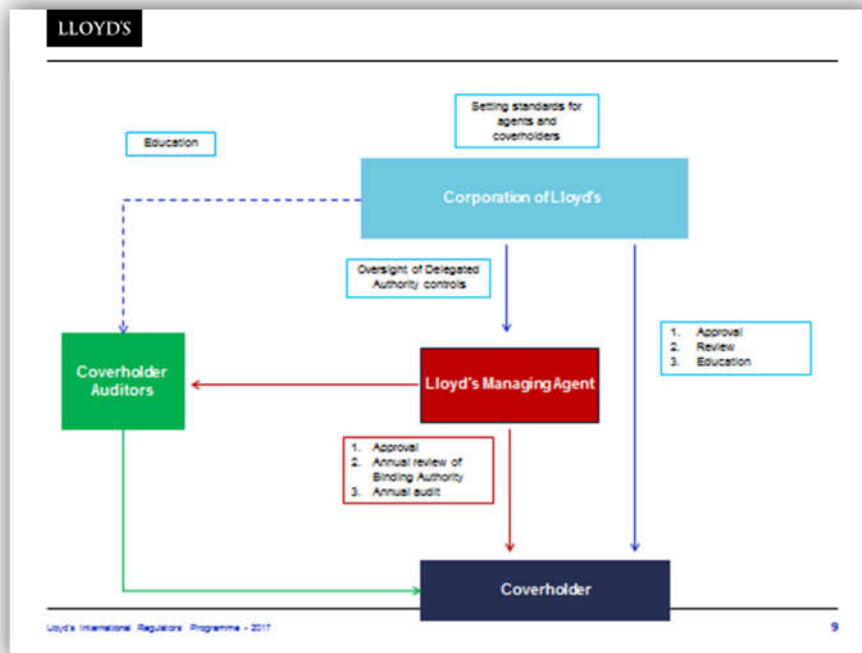 LLOYD'S
Setting standards for
agents and
coverholders
Education
Corporation of Lloyd's
Oversight of Delegated
Authority controls
1. Approval
2. Review
3. Education
Coverholder
Auditors
Lloyd's Managing Agent
1. Approval
2. Annual review of
Binding Authority
3. Annual audit
Coverholder
Lloyd's International Regulators' Programme - 2017
9